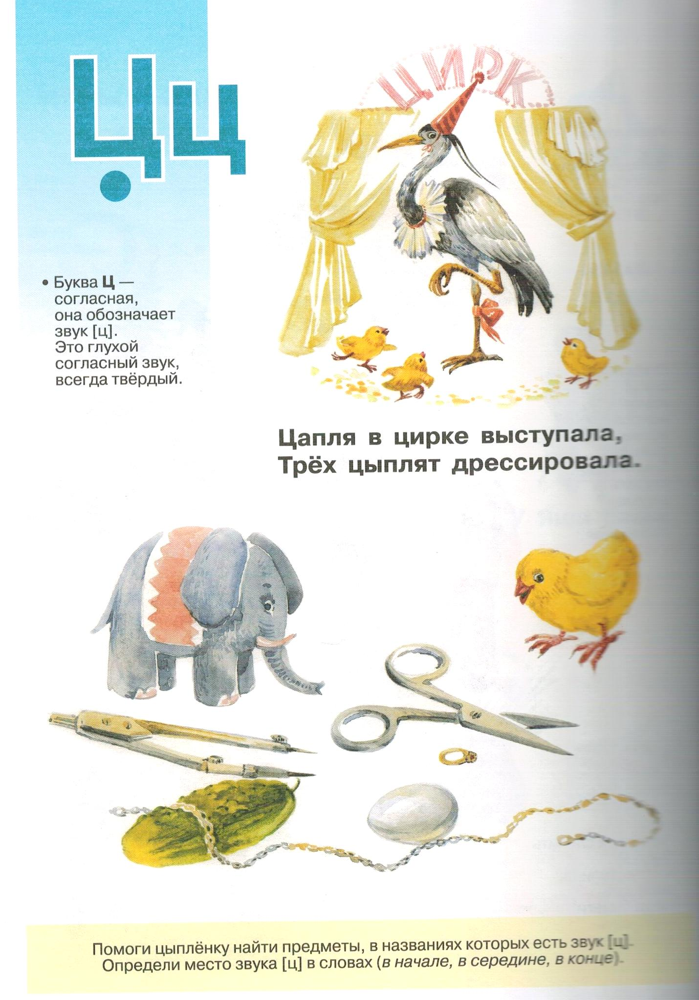 Цц
ЦИРК
• Буква Ц —
согласная,
она обозначает
звук [ц].
Это глухой
согласный звук,
всегда твёрдый.
Цапля в цирке выступала,
Трёх цыплят дрессировала.
Помоги цыплёнку найти предметы, в названиях которых есть звук [ц].
Определи место звука [ц] в словах (в начале, в середине, в конце).